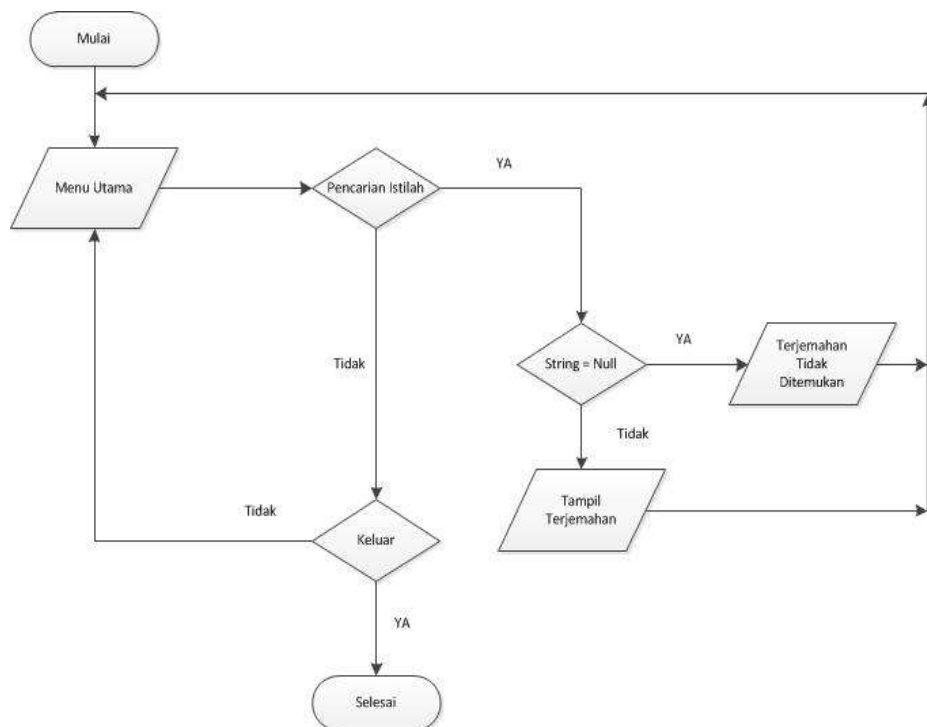 Mulai
Menu Utama
Pencarian Istilah
YA
Tidak
String = Null
YA
Terjemahan
Tidak
Ditemukan
Tidak
Tampil
Terjemahan
Tidak
Keluar
YA
Selesai